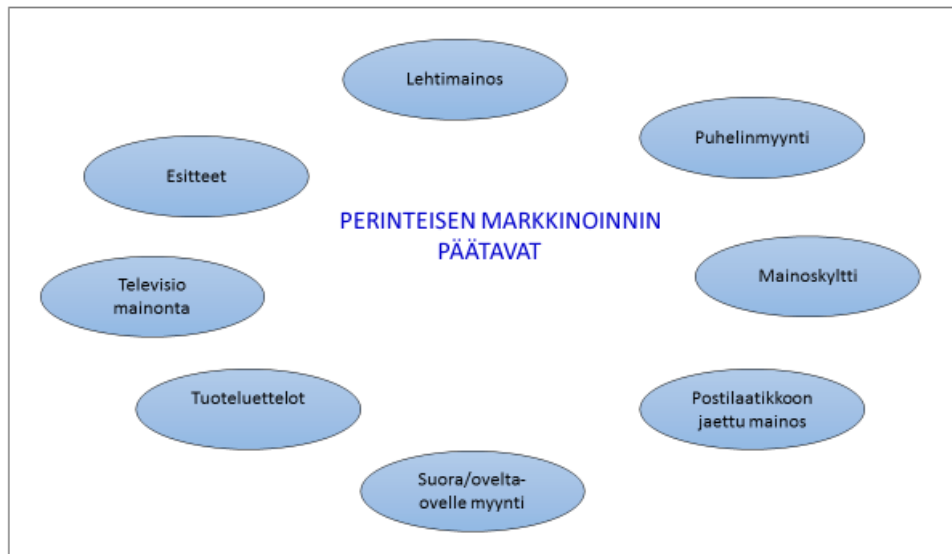 Lehtimainos
Puhelinmyynti
Esitteet
PERINTEISEN MARKKINOINNIN
PÄÄTAVAT
Mainoskyltti
Televisio
mainonta
Tuoteluettelot
Postilaatikkoon
jaettu mainos
Suora/ovelta-
ovelle myynti